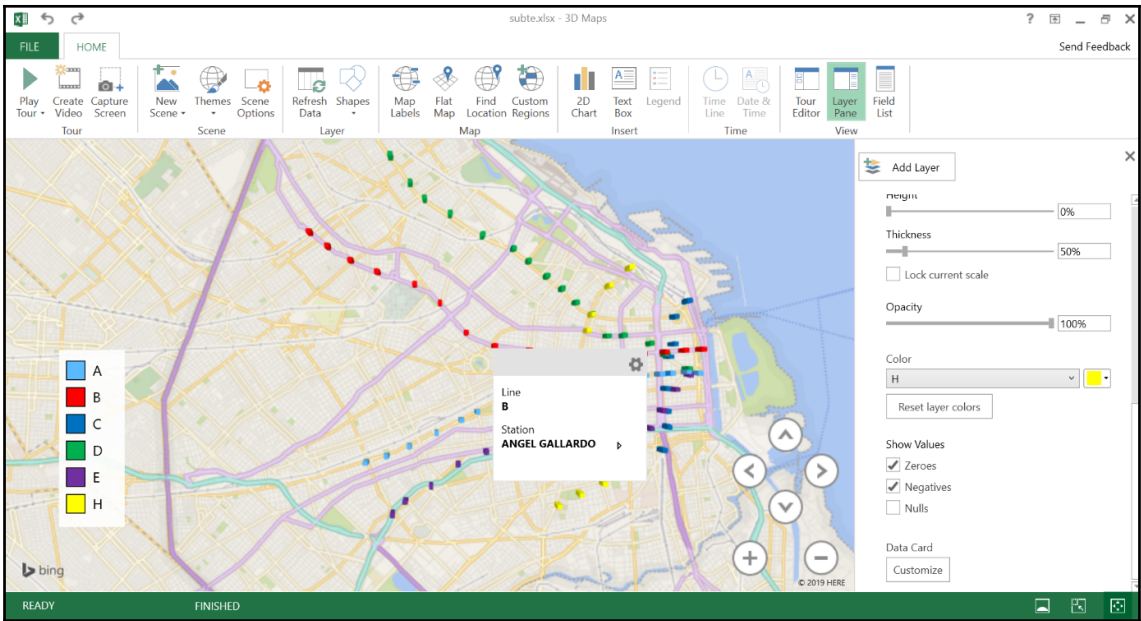 subte.xlsx - 3D Maps
?
FILE
HOME
Send Feedback
Play Tour
Create Video
Capture Screen
New Scene
Themes
Scene Options
Refresh Data
Shapes
Map Labels
Flat Map
Find Location
Custom Regions
2D Chart
A
Text Box
Legend
Time Line
A
Date & Time
Tour Editor
Layer Pane
Field List
Tour
Scene
Layer
Map
Insert
Time
View
Add Layer
Height
0%
Thickness
50%
Lock current scale
Opacity
100%
Color
H
Reset layer colors
Show Values
Zeroes
Negatives
Nulls
Data Card
Customize
A
B
C
D
E
H
Line
B
Station
ANGEL GALLARDO
bing
© 2019 HERE
READY
FINISHED